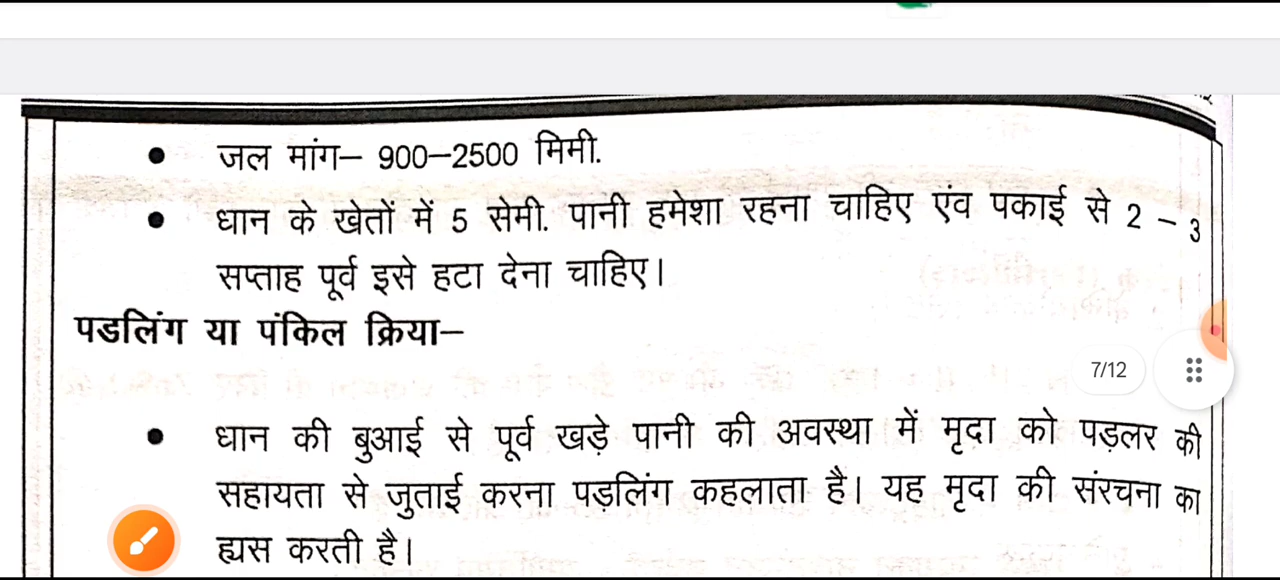 ● जल मांग– 900–2500 मिमी.
● धान के खेतों में 5 सेमी. पानी हमेशा रहना चाहिए एंव पकाई से 2 – 3
सप्ताह पूर्व इसे हटा देना चाहिए।
पडलिंग या पंकिल क्रिया–
7/12
● धान की बुआई से पूर्व खड़े पानी की अवस्था में मृदा को पड़लर की
सहायता से जुताई करना पड़लिंग कहलाता है। यह मृदा की संरचना का
ह्यस करती है।